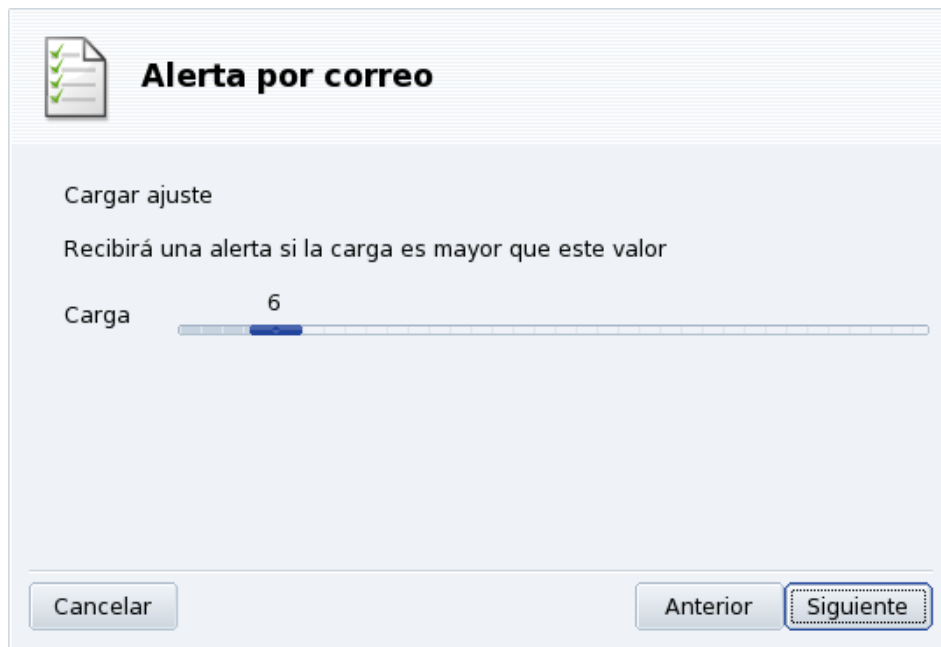 Alerta por correo
Cargar ajuste
Recibirá una alerta si la carga es mayor que este valor
6
Carga
Cancelar
Anterior
Siguiente